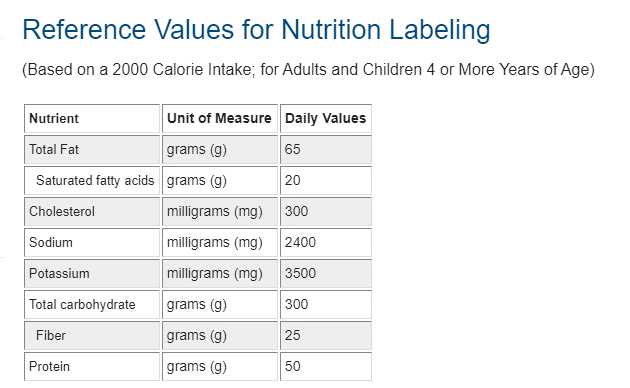 Reference Values for Nutrition Labeling
(Based on a 2000 Calorie Intake; for Adults and Children 4 or More Years of Age)
Nutrient Unit of Measure Daily Values
Total Fat grams (g) 65
Saturated fatty acids grams (g) 20
Cholesterol milligrams (mg) 300
Sodium milligrams (mg) 2400
Potassium milligrams (mg) 3500
Total carbohydrate grams (g) 300
Fiber grams (g) 25
Protein grams (g) 50